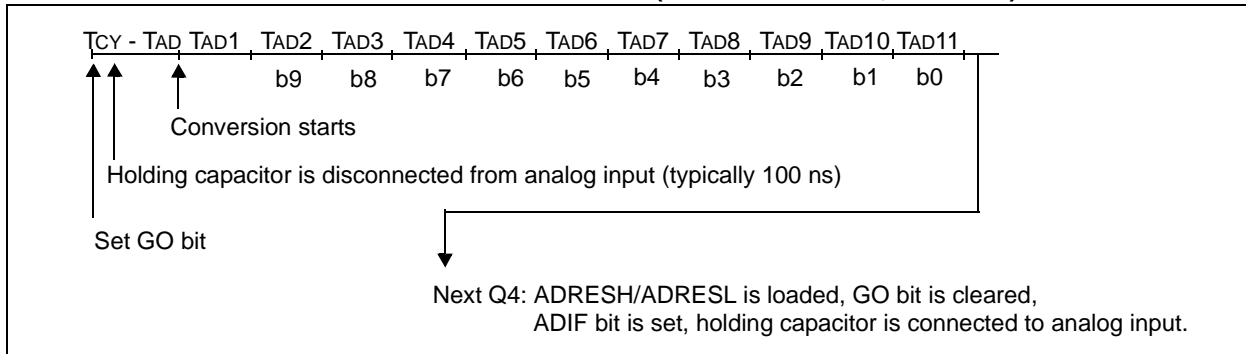 TCY - TAD TAD1 TAD2 TAD3 TAD4 TAD5 TAD6 TAD7 TAD8 TAD9 TAD10 TAD11
b9 b8 b7 b6 b5 b4 b3 b2 b1 b0
Conversion starts
Holding capacitor is disconnected from analog input (typically 100 ns)
Set GO bit
Next Q4: ADRESH/ADRESL is loaded, GO bit is cleared,
ADIF bit is set, holding capacitor is connected to analog input.